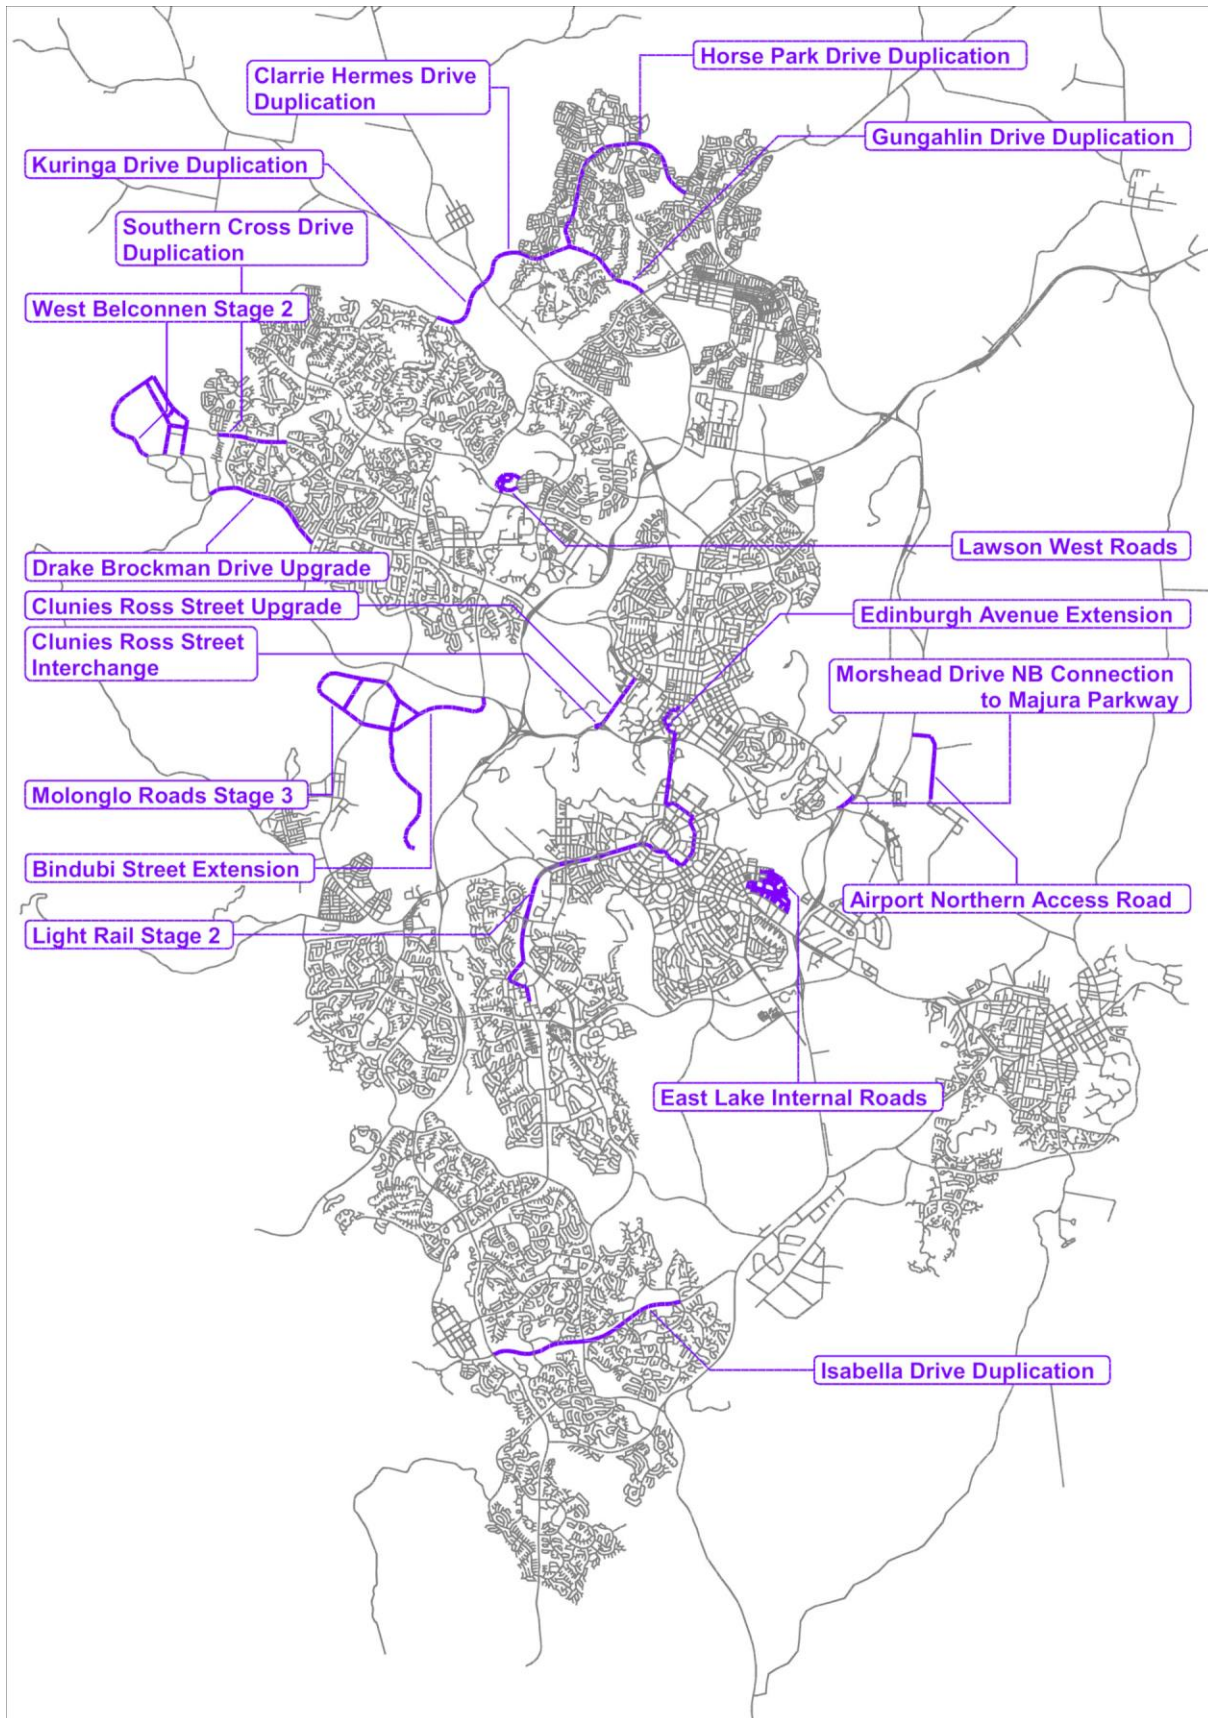 Horse Park Drive Duplication
Clarrie Hermes Drive
Duplication
Gungahlin Drive Duplication
Kuringa Drive Duplication
Southern Cross Drive
Duplication
West Belconnen Stage 2
Lawson West Roads
Drake Brockman Drive Upgrade
Clunies Ross Street Upgrade
Edinburgh Avenue Extension
Clunies Ross Street
Interchange
Morshead Drive NB Connection
to Majura Parkway
Molonglo Roads Stage 3
Bindubi Street Extension
Airport Northern Access Road
Light Rail Stage 2
East Lake Internal Roads
Isabella Drive Duplication